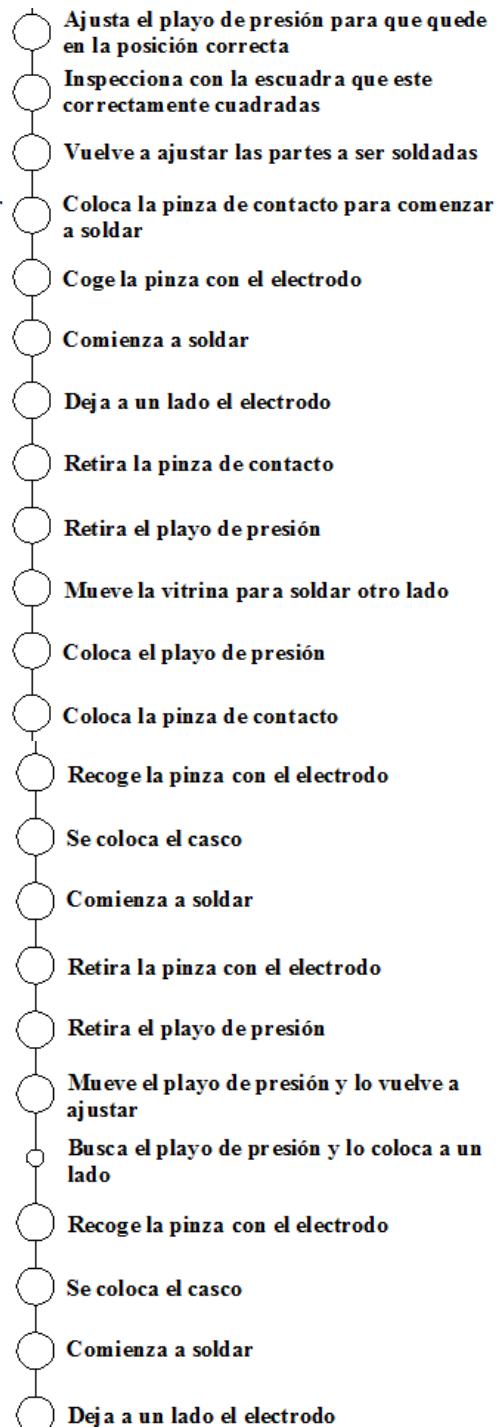 Ajusta el playo de presión para que quede
en la posición correcta
Inspecciona con la escuadra que este
correctamente cuadradas
Vuelve a ajustar las partes a ser soldadas
Coloca la pinza de contacto para comenzar
a soldar
Coge la pinza con el electrodo
Comienza a soldar
Deja a un lado el electrodo
Retira la pinza de contacto
Retira el playo de presión
Mueve la vitrina para soldar otro lado
Coloca el playo de presión
Coloca la pinza de contacto
Recoge la pinza con el electrodo
Se coloca el casco
Comienza a soldar
Retira la pinza con el electrodo
Retira el playo de presión
Mueve el playo de presión y lo vuelve a
ajustar
Busca el playo de presión y lo coloca a un
lado
Recoge la pinza con el electrodo
Se coloca el casco
Comienza a soldar
Deja a un lado el electrodo